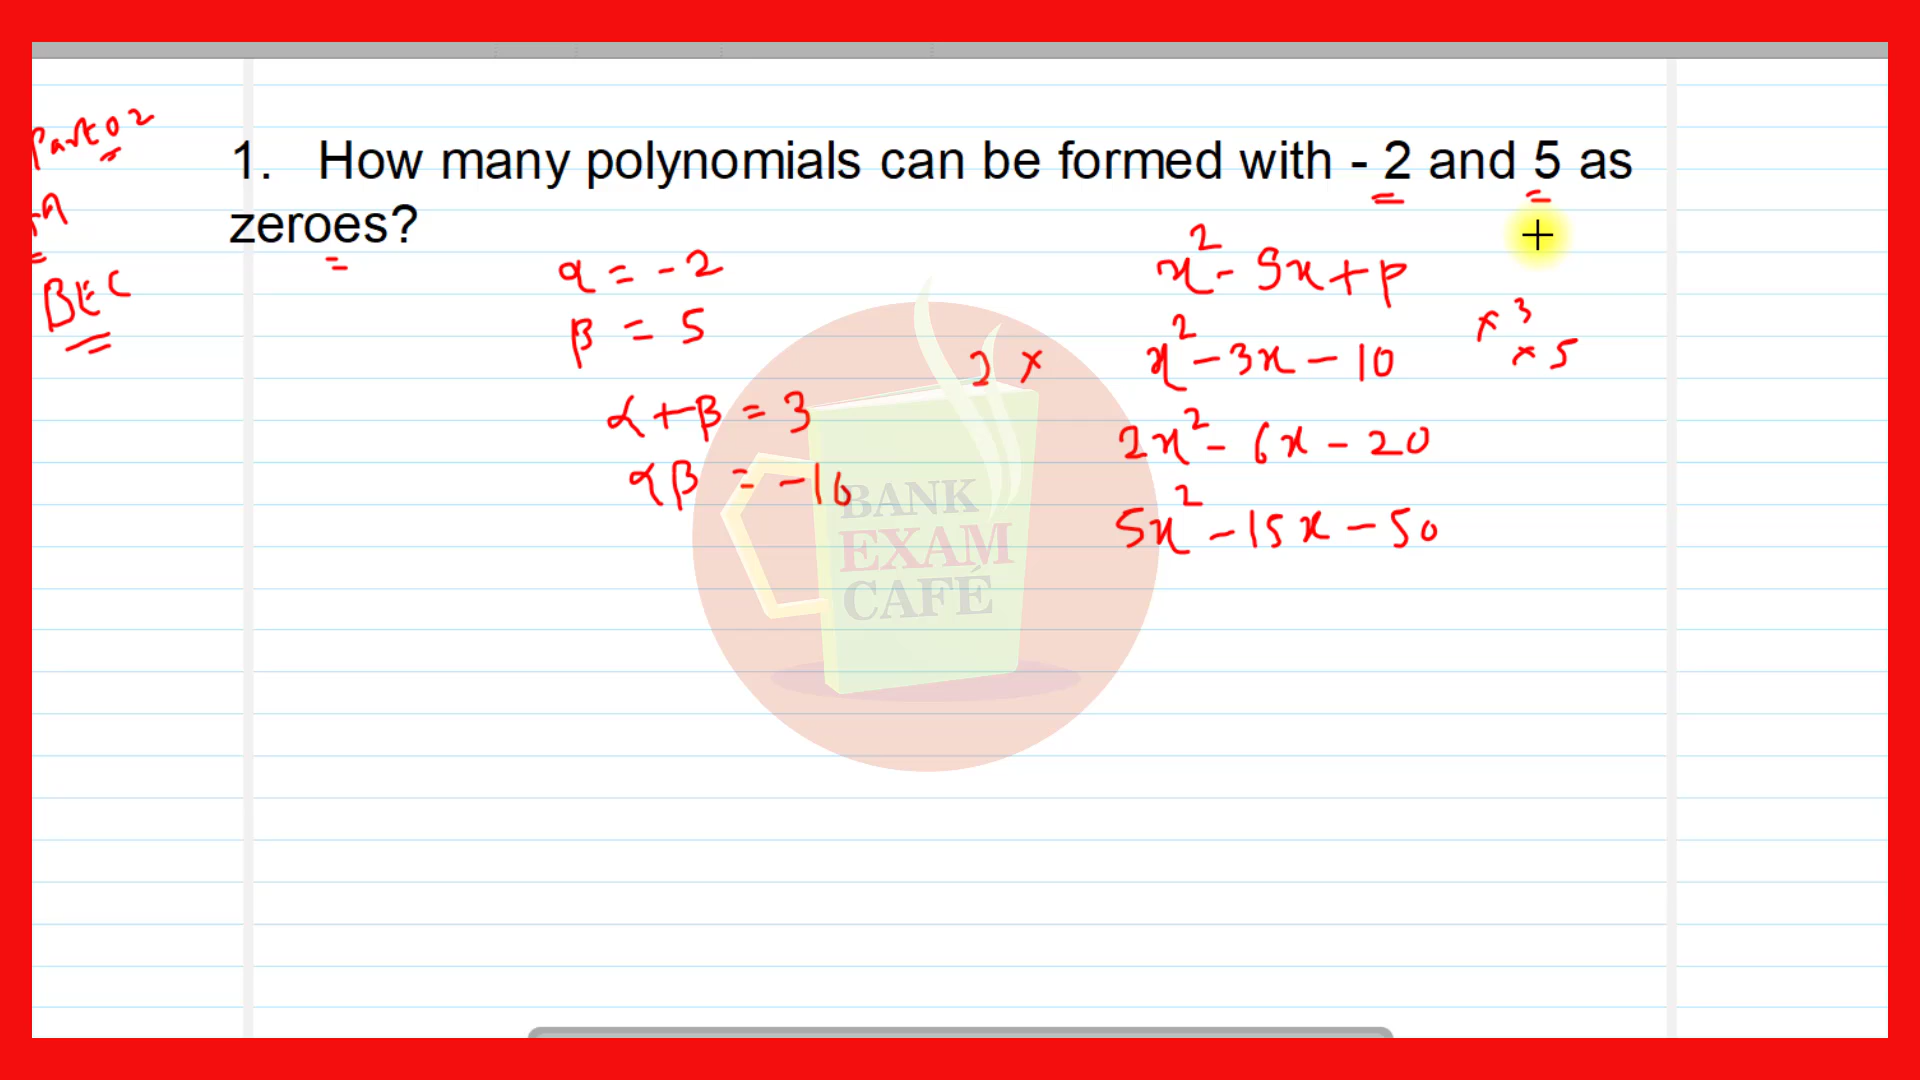 Part 02
1. How many polynomials can be formed with - 2 and 5 as
zeroes?
BEC
α = -2
β = 5
α+β = 3
αβ = -10
x² - Sx + p
2 ×
x² - 3x - 10
× 3
× 5
2x² - 6x - 20
5x² - 15x - 50
BANK
EXAM
CAFÉ